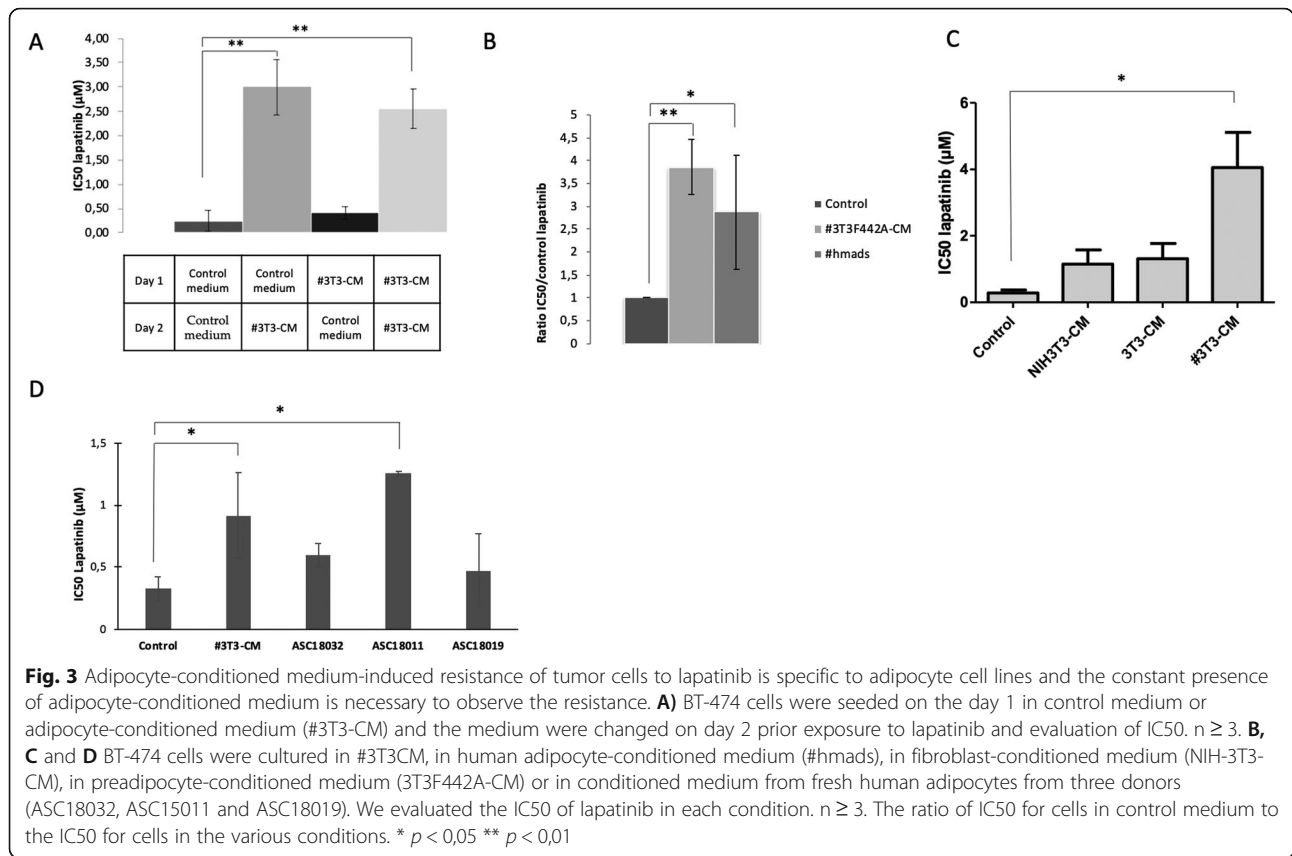 A
IC50 lapatinib (µM)
4,00
3,50
3,00
2,50
2,00
1,50
1,00
0,50
0,00
**
**
Day 1
Control medium
Control medium
#3T3-CM
#3T3-CM
Day 2
Control medium
#3T3-CM
Control medium
#3T3-CM
B
Ratio IC50/control lapatinib
5
4,5
4
3,5
3
2,5
2
1,5
1
0,5
0
*
**
Control
#3T3F442A-CM
#hmads
C
IC50 lapatinib (µM)
6
4
2
0
*
Control
NIH3T3-CM
3T3-CM
#3T3-CM
D
IC50 Lapatinib (µM)
1,5
1
0,5
0
*
*
Control
#3T3-CM
ASC18032
ASC18011
ASC18019
Fig. 3 Adipocyte-conditioned medium-induced resistance of tumor cells to lapatinib is specific to adipocyte cell lines and the constant presence
of adipocyte-conditioned medium is necessary to observe the resistance. A) BT-474 cells were seeded on the day 1 in control medium or
adipocyte-conditioned medium (#3T3-CM) and the medium were changed on day 2 prior exposure to lapatinib and evaluation of IC50. n ≥ 3. B,
C and D BT-474 cells were cultured in #3T3CM, in human adipocyte-conditioned medium (#hmads), in fibroblast-conditioned medium (NIH-3T3-
CM), in preadipocyte-conditioned medium (3T3F442A-CM) or in conditioned medium from fresh human adipocytes from three donors
(ASC18032, ASC15011 and ASC18019). We evaluated the IC50 of lapatinib in each condition. n ≥ 3. The ratio of IC50 for cells in control medium to
the IC50 for cells in the various conditions. * p < 0,05 ** p < 0,01